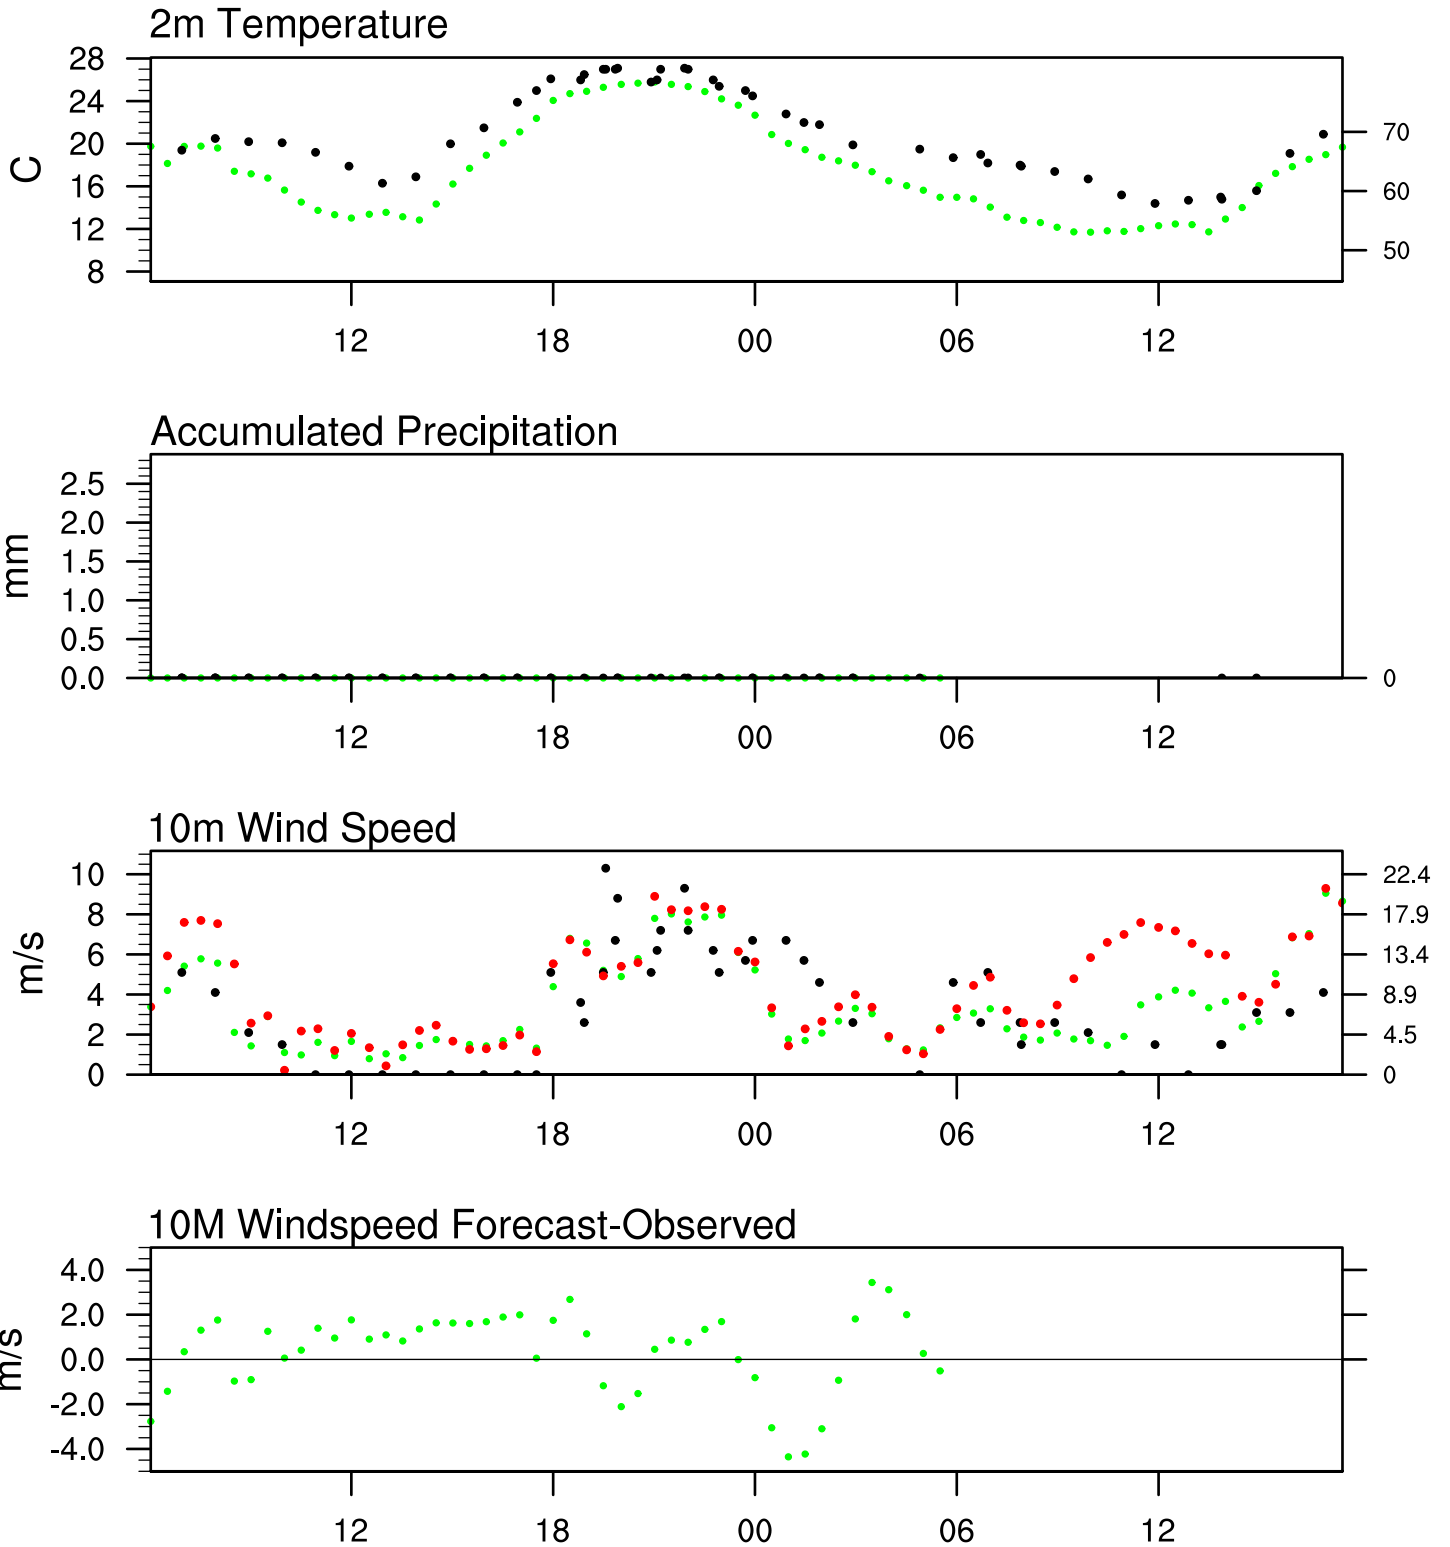 2m Temperature
28
24
20
16
12
8
C
70
60
50
12 18 00 06 12
Accumulated Precipitation
2.5
2.0
1.5
1.0
0.5
0.0
mm
0
12 18 00 06 12
10m Wind Speed
10
8
6
4
2
0
m/s
22.4
17.9
13.4
8.9
4.5
0
12 18 00 06 12
10M Windspeed Forecast-Observed
4.0
2.0
0.0
-2.0
-4.0
m/s
12 18 00 06 12